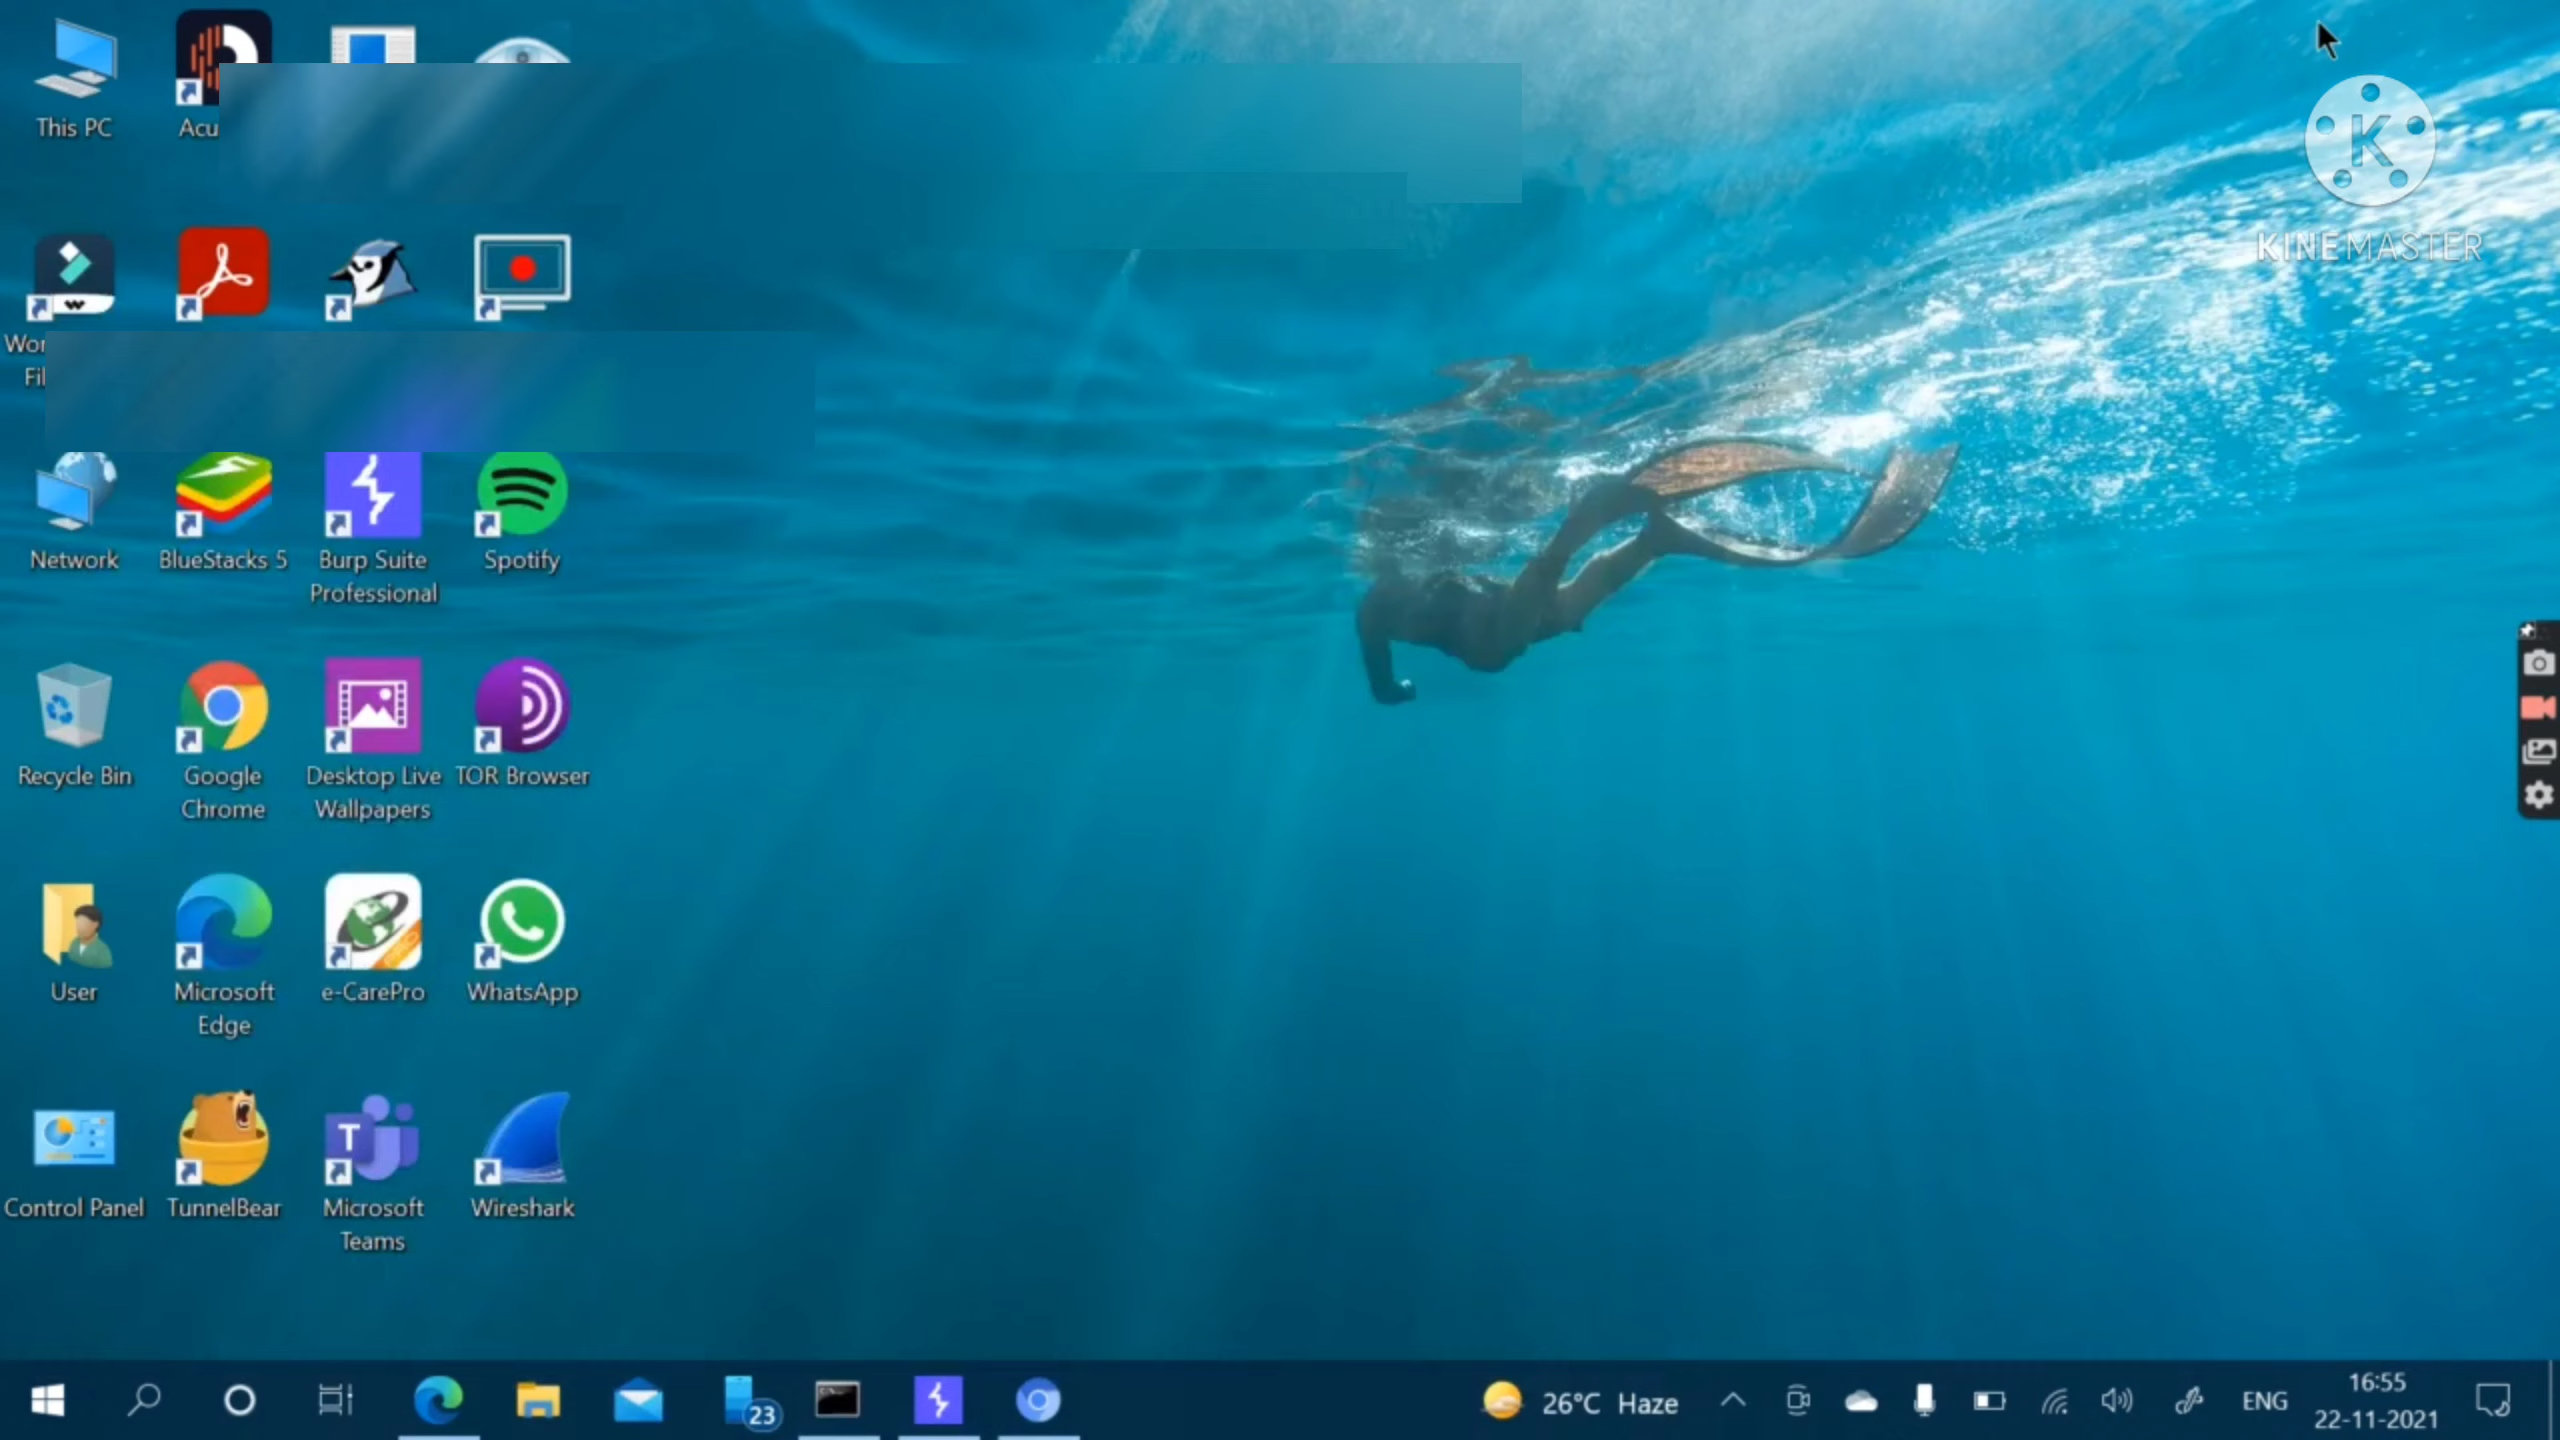 This PC
Acu
KINEMASTER
Wor
Fil
Network
BlueStacks 5
Burp Suite
Professional
Spotify
Recycle Bin
Google
Chrome
Desktop Live
Wallpapers
TOR Browser
User
Microsoft
Edge
e-CarePro
WhatsApp
Control Panel
TunnelBear
Microsoft
Teams
Wireshark
23
26°C Haze
ENG
16:55
22-11-2021